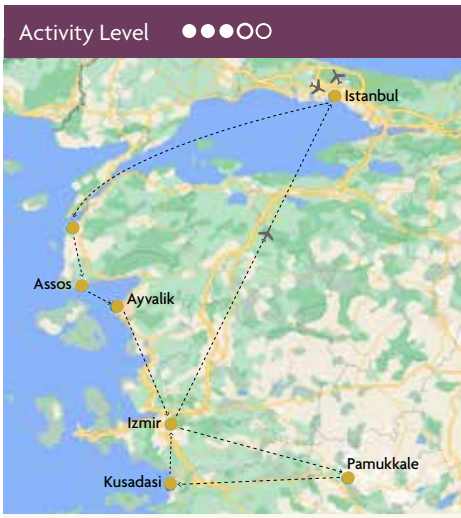 Activity Level
Istanbul
Assos
Ayvalik
Izmir
Pamukkale
Kusadasi